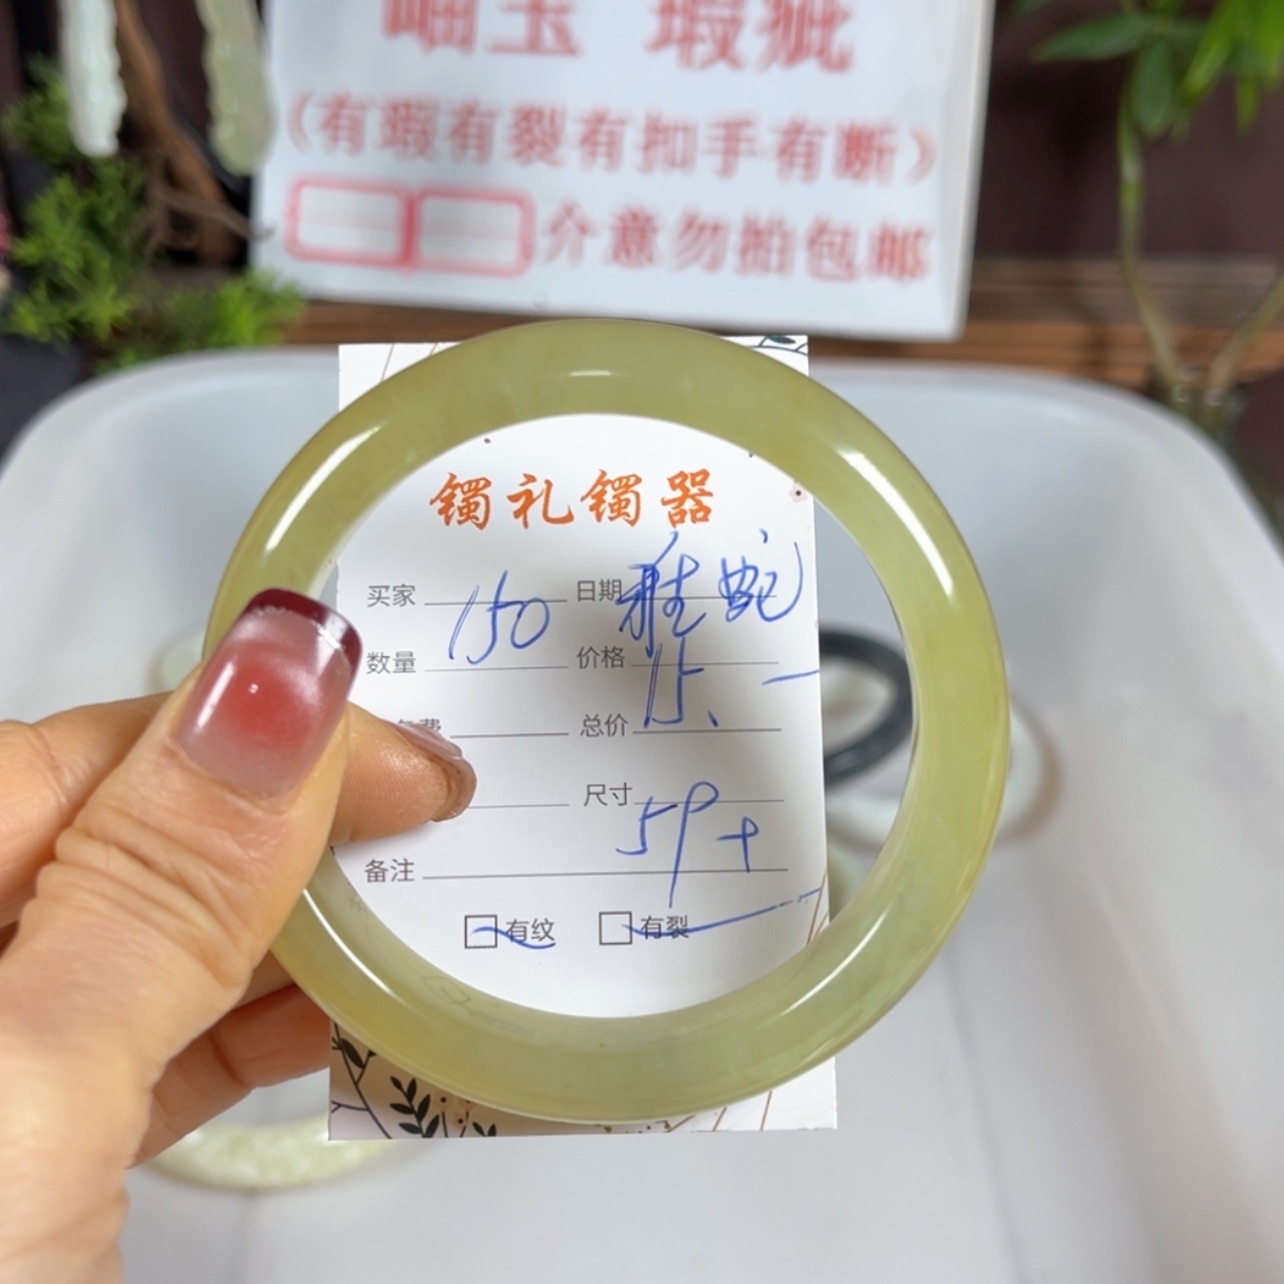 岫玉 瑕疵
（有瑕有裂有扣手有断）
介意勿拍包邮
镯礼镯器
买家 150 日期
数量 价格 15、
费 总价
尺寸 59+
备注
有纹 有裂